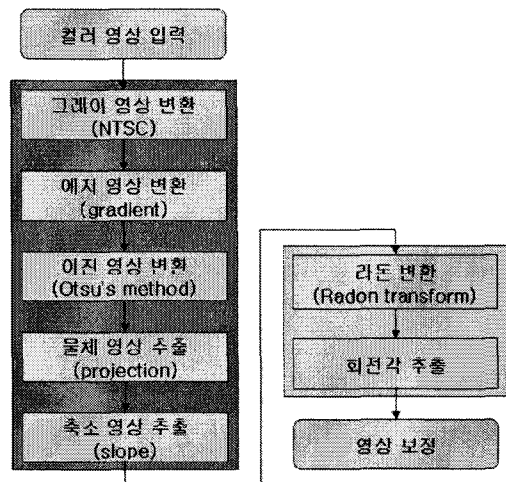 컬러 영상 입력
그레이 영상 변환
(NTSC)
에지 영상 변환
(gradient)
이진 영상 변환
(Otsu's method)
물체 영상 추출
(projection)
축소 영상 추출
(slope)
라돈 변환
(Radon transform)
회전각 추출
영상 보정